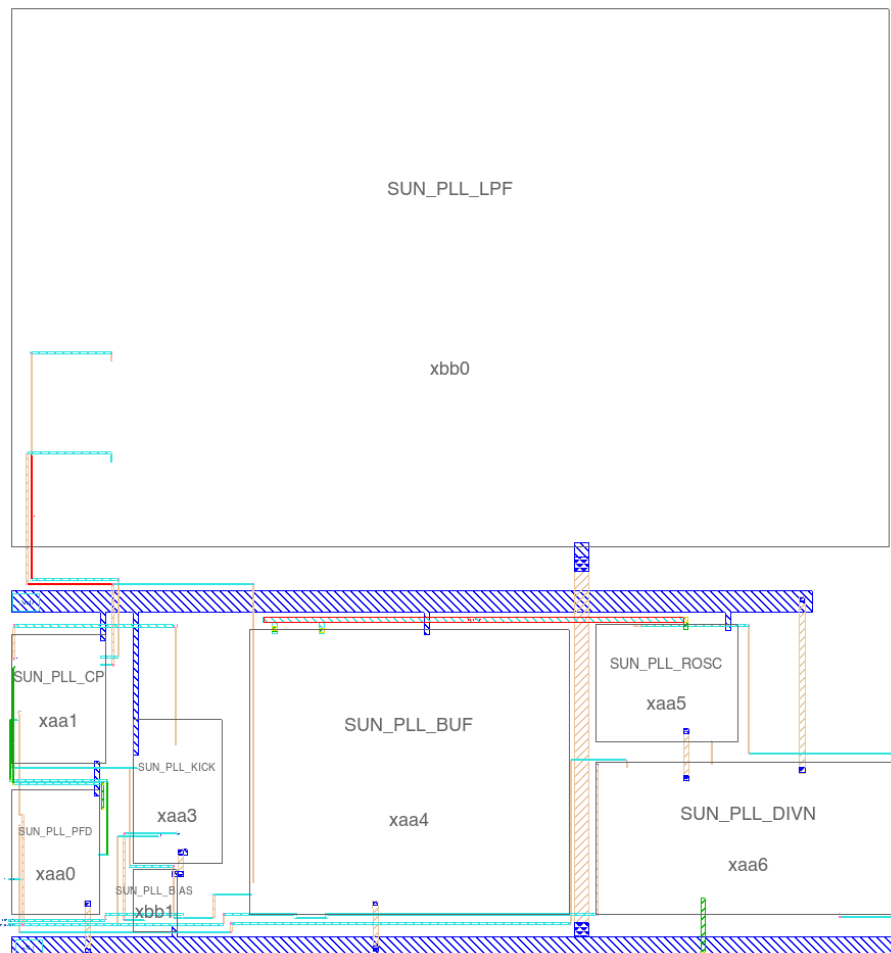 SUN_PLL_LPF
xbb0
SUN_PLL_CP
xaa1
SUN_PLL_KICK
xaa3
SUN_PLL_PFD
xaa0
SUN_PLL_BIAS
xbb1
SUN_PLL_BUF
xaa4
SUN_PLL_ROSC
xaa5
SUN_PLL_DIVN
xaa6